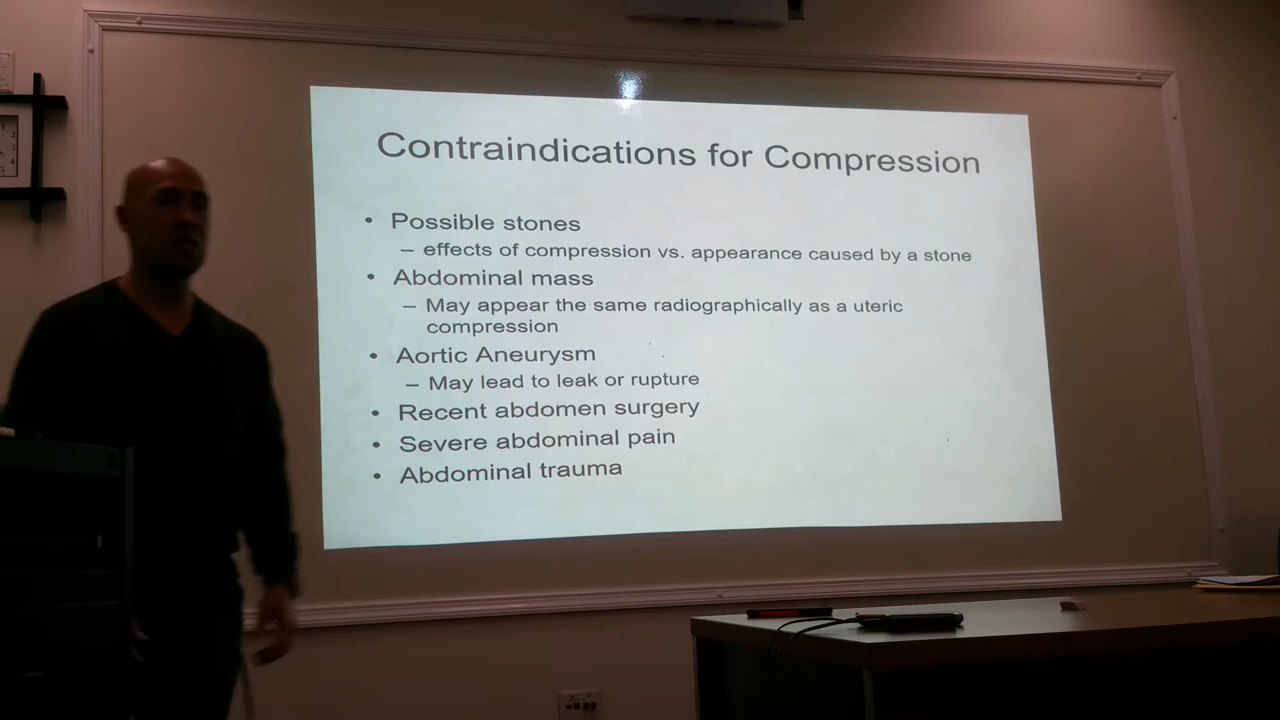 Contraindications for Compression
• Possible stones
– effects of compression vs. appearance caused by a stone
• Abdominal mass
– May appear the same radiographically as a uteric
compression
• Aortic Aneurysm
– May lead to leak or rupture
• Recent abdomen surgery
• Severe abdominal pain
• Abdominal trauma